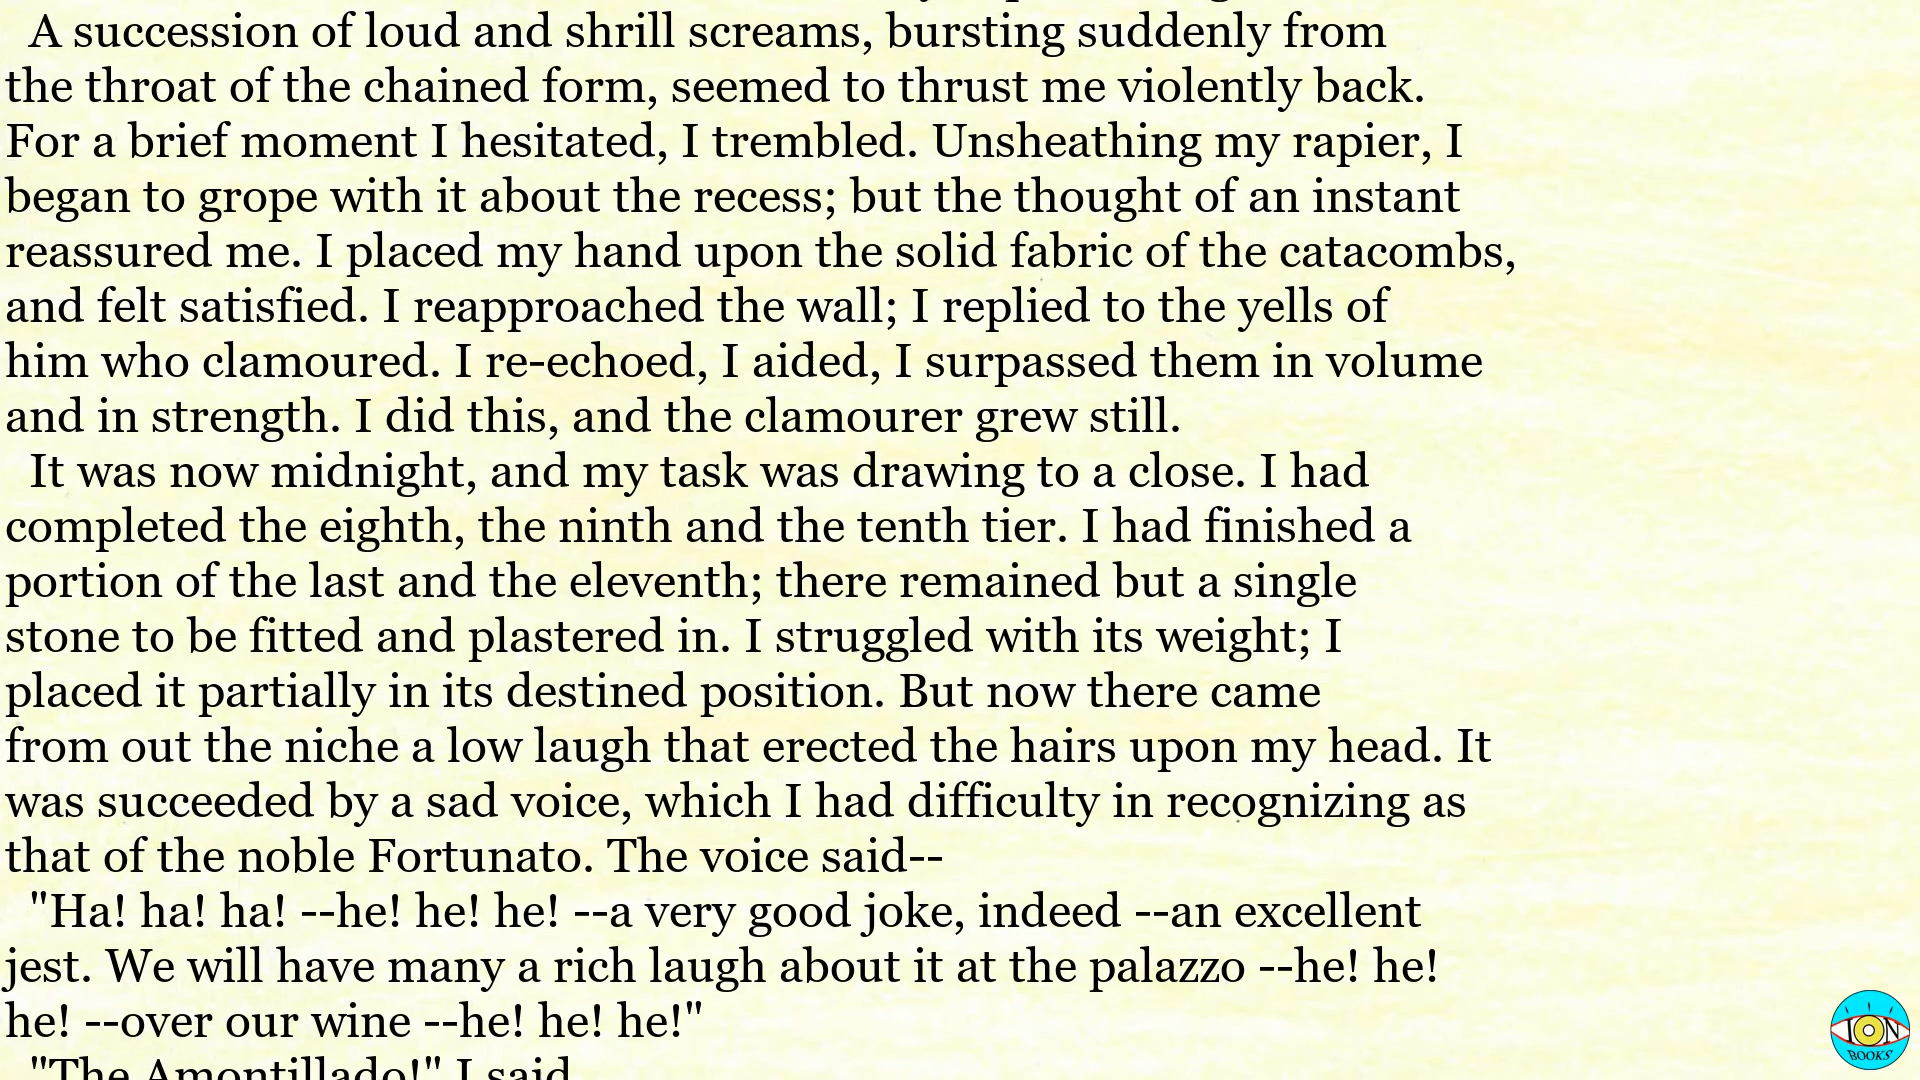 A succession of loud and shrill screams, bursting suddenly from
the throat of the chained form, seemed to thrust me violently back.
For a brief moment I hesitated, I trembled. Unsheathing my rapier, I
began to grope with it about the recess; but the thought of an instant
reassured me. I placed my hand upon the solid fabric of the catacombs,
and felt satisfied. I reapproached the wall; I replied to the yells of
him who clamoured. I re-echoed, I aided, I surpassed them in volume
and in strength. I did this, and the clamourer grew still.
It was now midnight, and my task was drawing to a close. I had
completed the eighth, the ninth and the tenth tier. I had finished a
portion of the last and the eleventh; there remained but a single
stone to be fitted and plastered in. I struggled with its weight; I
placed it partially in its destined position. But now there came
from out the niche a low laugh that erected the hairs upon my head. It
was succeeded by a sad voice, which I had difficulty in recognizing as
that of the noble Fortunato. The voice said--
"Ha! ha! ha! --he! he! he! --a very good joke, indeed --an excellent
jest. We will have many a rich laugh about it at the palazzo --he! he!
he! --over our wine --he! he! he!"
"The Amontillado!" I said
ION
BOOKS